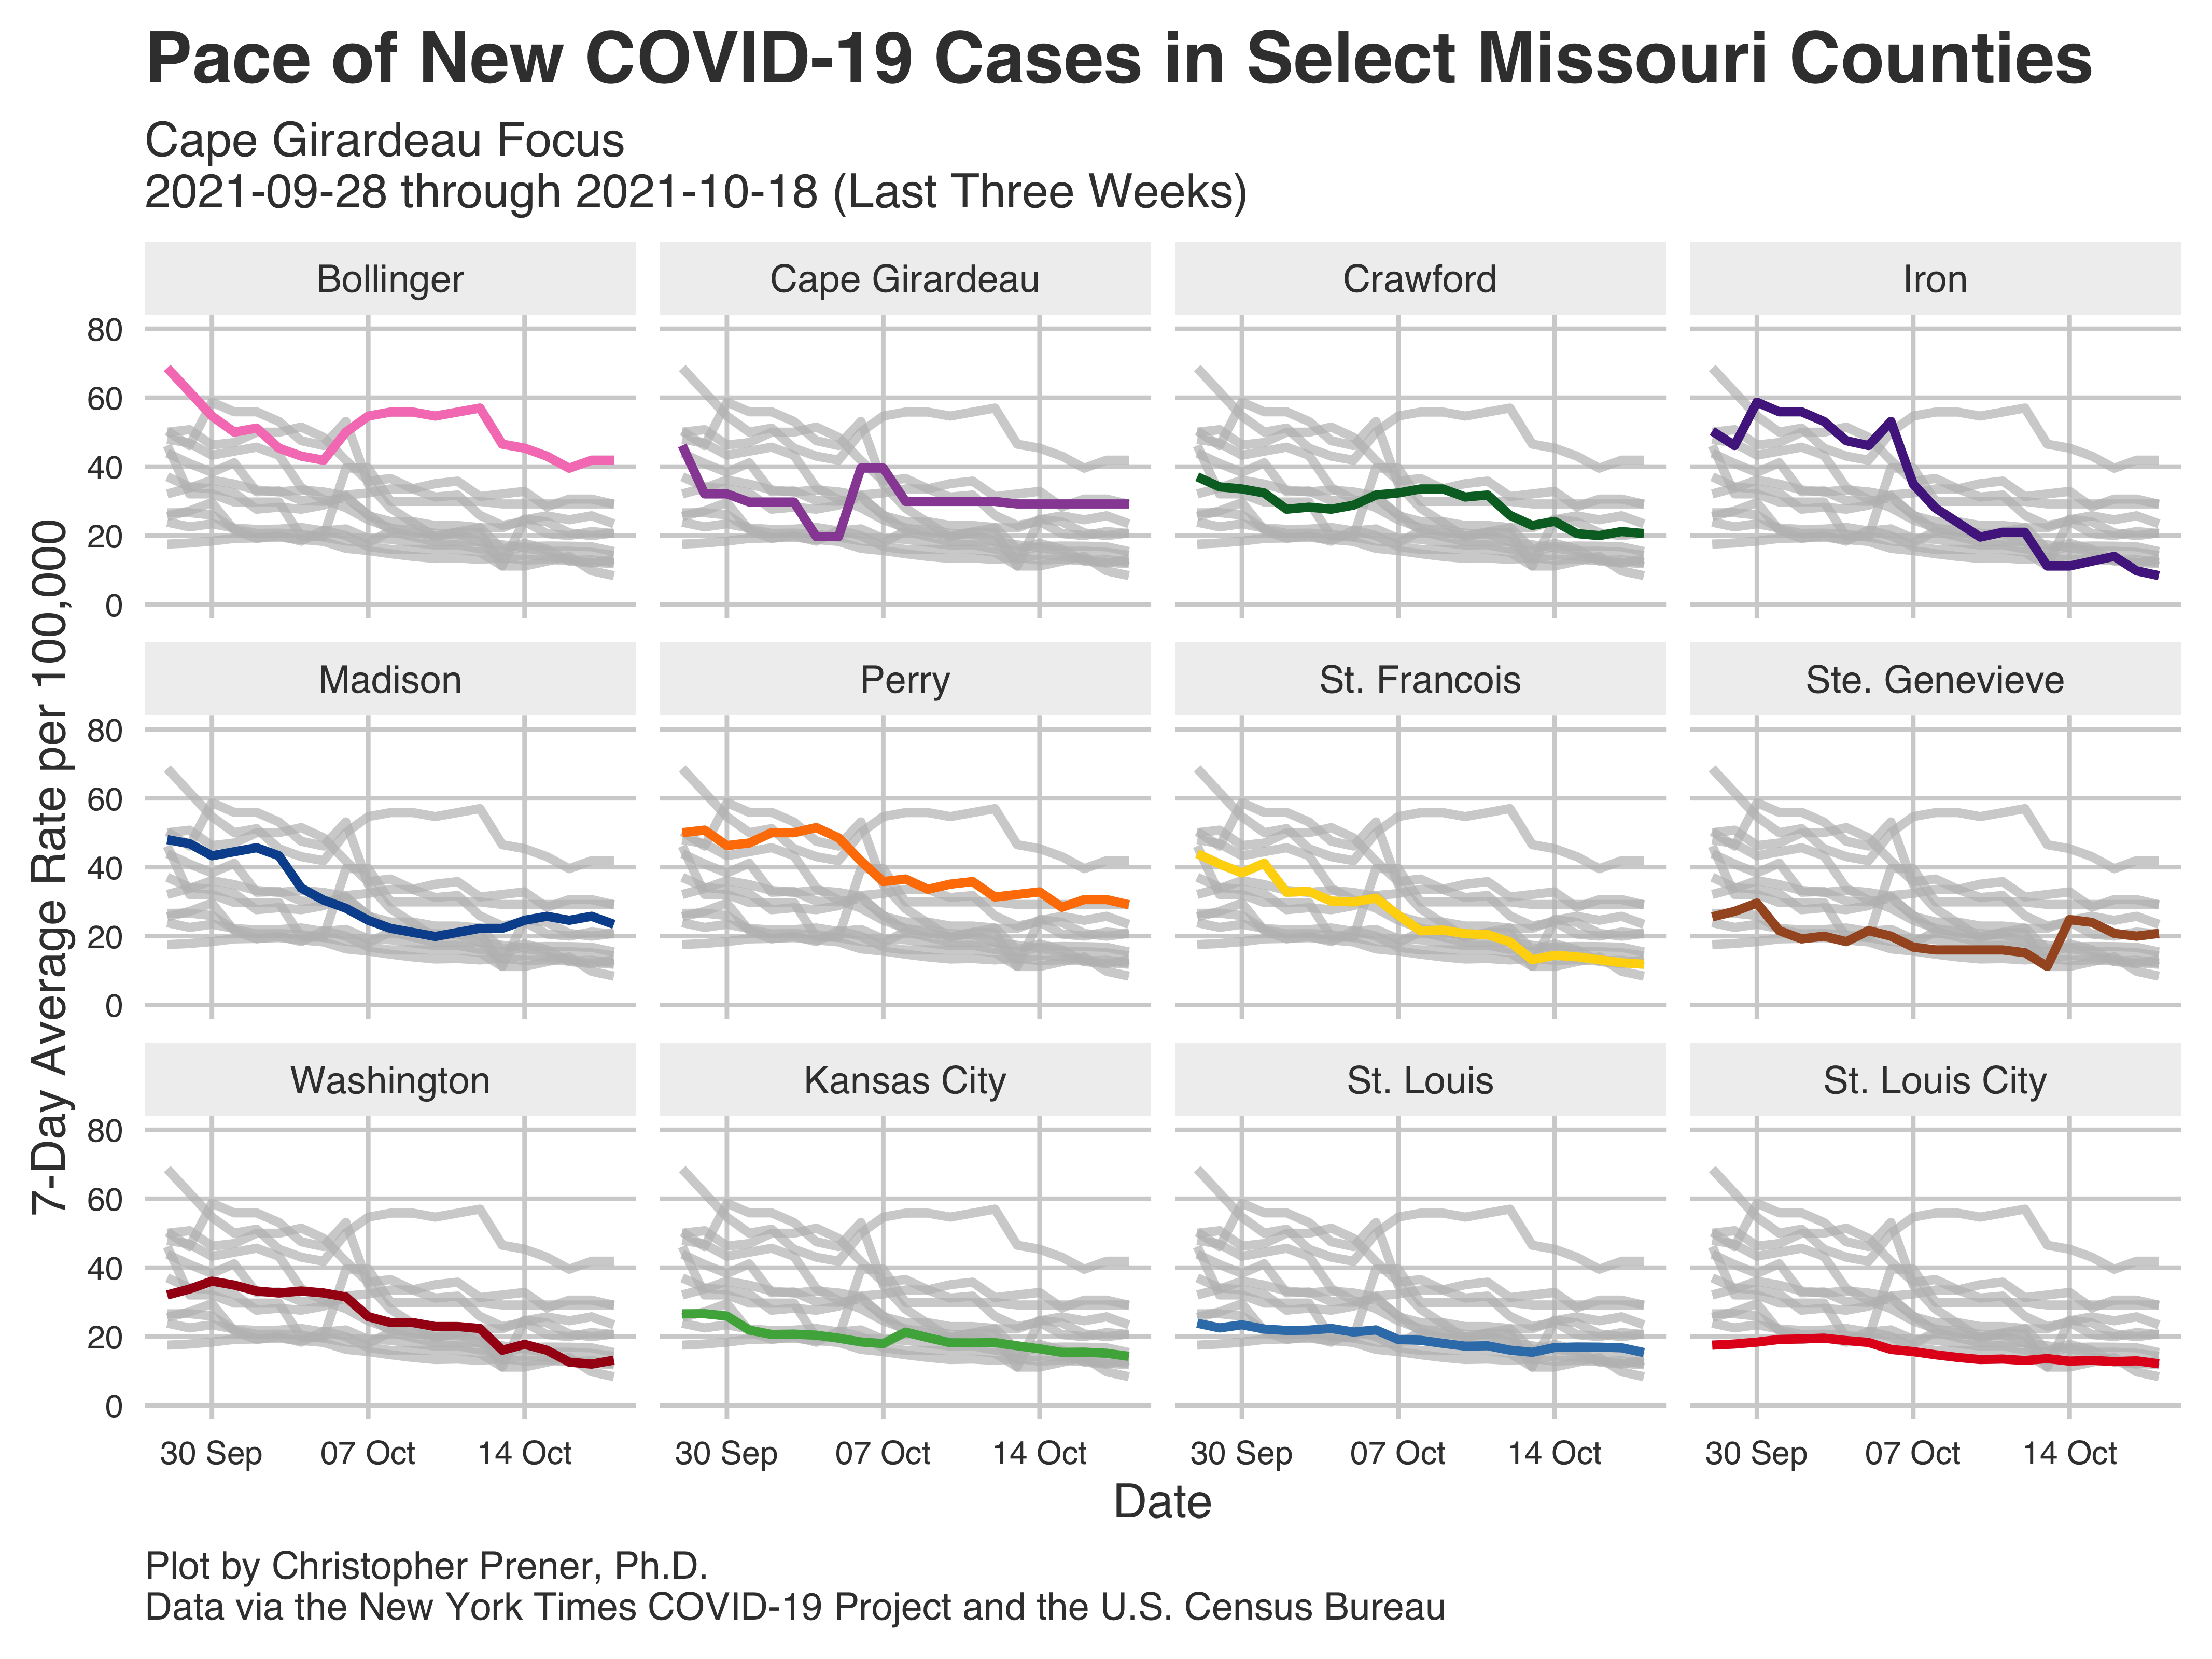 Pace of New COVID-19 Cases in Select Missouri Counties
Cape Girardeau Focus
2021-09-28 through 2021-10-18 (Last Three Weeks)
Bollinger
Cape Girardeau
Crawford
Iron
80
60
40
20
0
Madison
Perry
St. Francois
Ste. Genevieve
80
60
40
20
0
Washington
Kansas City
St. Louis
St. Louis City
80
60
40
20
0
7-Day Average Rate per 100,000
30 Sep 07 Oct 14 Oct
30 Sep 07 Oct 14 Oct
30 Sep 07 Oct 14 Oct
30 Sep 07 Oct 14 Oct
Date
Plot by Christopher Prener, Ph.D.
Data via the New York Times COVID-19 Project and the U.S. Census Bureau